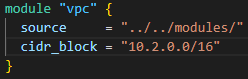 module "vpc" {
  source     = "../../modules/"
  cidr_block = "10.2.0.0/16"
}